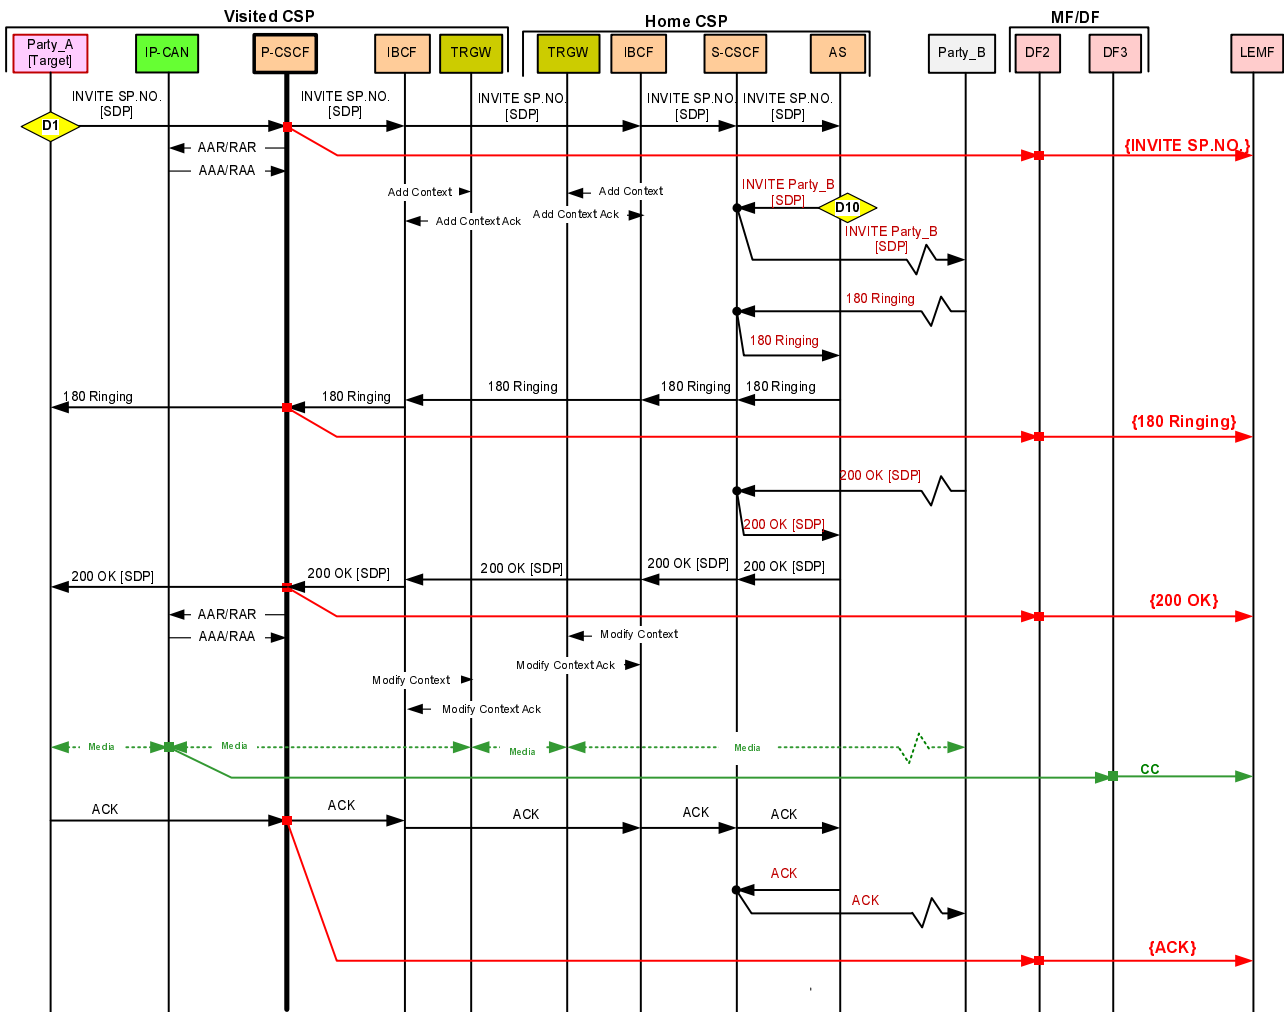 Visited CSP
Home CSP
MF/DF
Party_A
[Target]
IP-CAN
P-CSCF
IBCF
TRGW
TRGW
IBCF
S-CSCF
AS
Party_B
DF2
DF3
LEMF
INVITE SP.NO.
[SDP]
INVITE SP.NO.
[SDP]
INVITE SP.NO.
[SDP]
INVITE SP.NO.
[SDP]
INVITE SP.NO.
[SDP]
D1
{INVITE SP.NO.}
AAR/RAR
AAA/RAA
Add Context
Add Context
INVITE Party_B
[SDP]
D10
Add Context Ack
Add Context Ack
INVITE Party_B
[SDP]
180 Ringing
180 Ringing
180 Ringing
180 Ringing
180 Ringing
180 Ringing
180 Ringing
{180 Ringing}
200 OK [SDP]
200 OK [SDP]
200 OK [SDP]
200 OK [SDP]
200 OK [SDP]
200 OK [SDP]
200 OK [SDP]
{200 OK}
AAR/RAR
AAA/RAA
Modify Context
Modify Context Ack
Modify Context
Modify Context Ack
Media
Media
Media
Media
CC
ACK
ACK
ACK
ACK
ACK
ACK
ACK
{ACK}